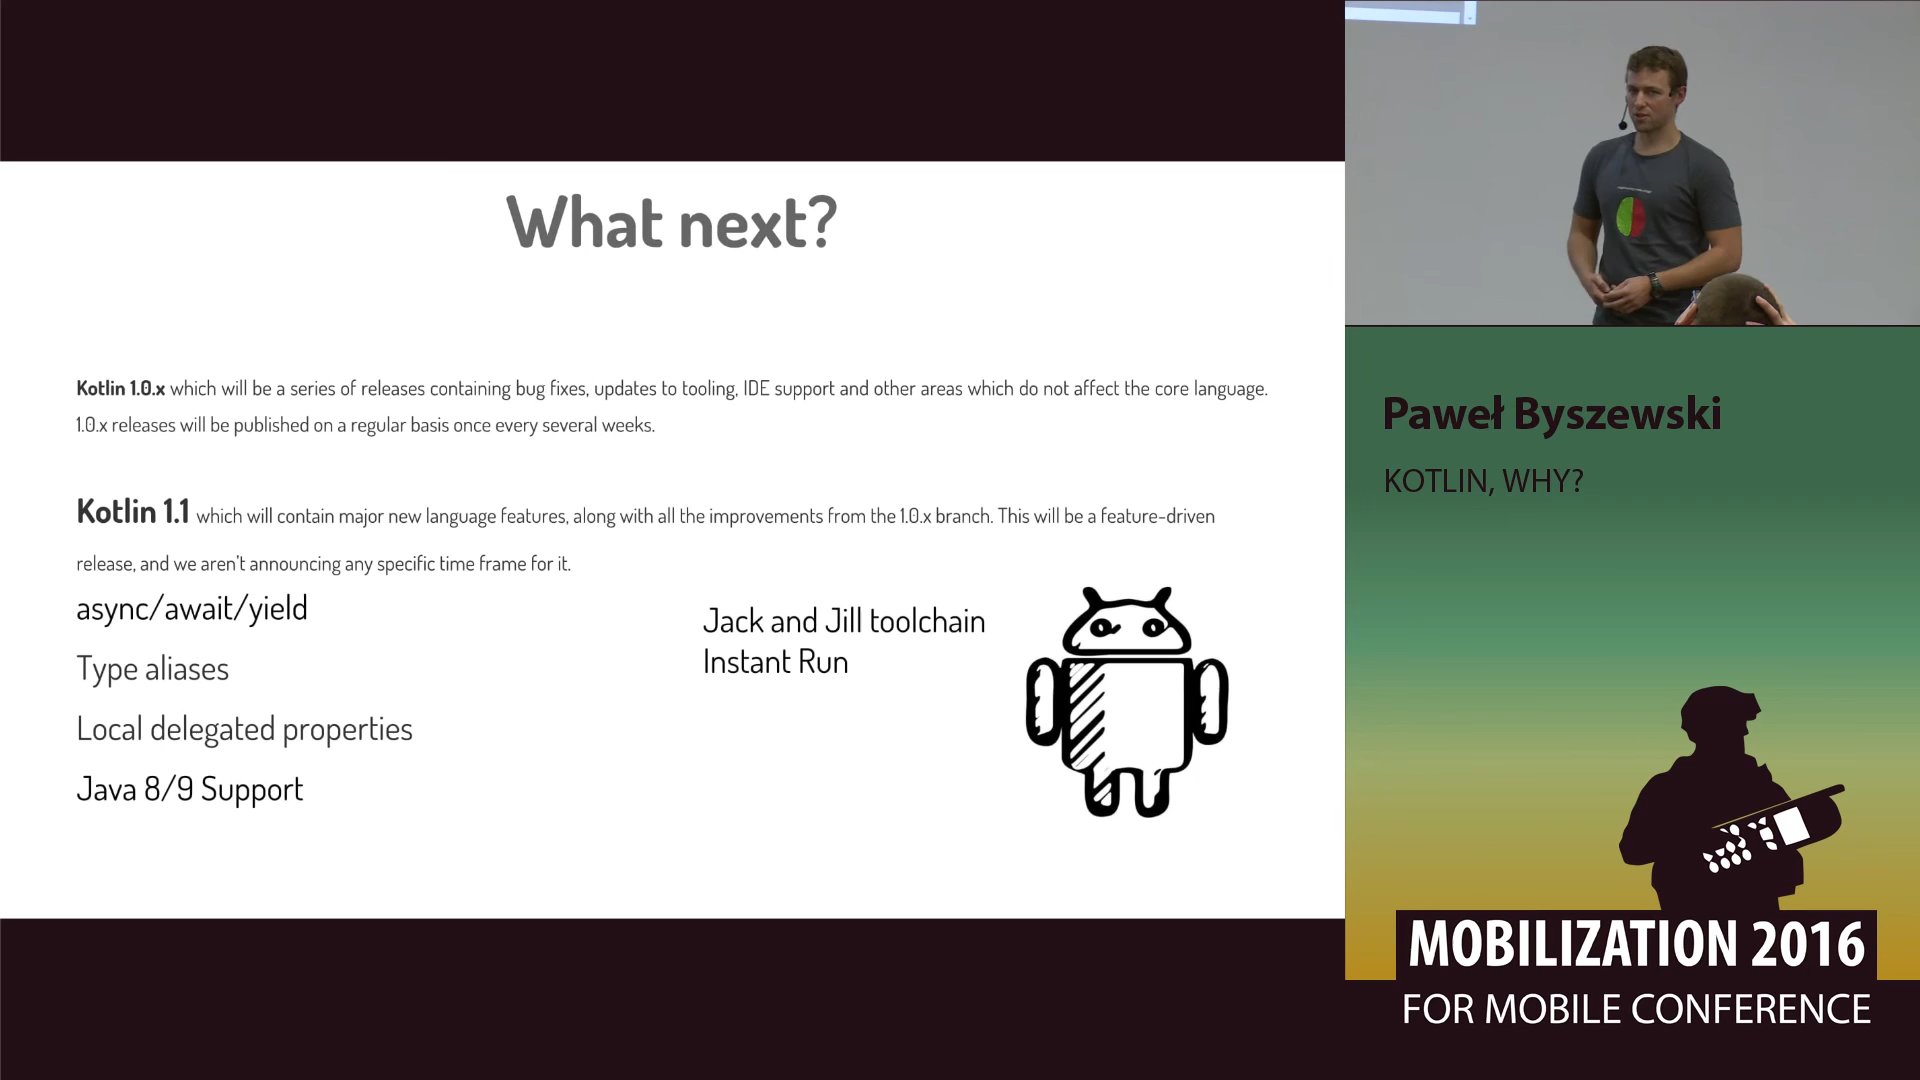 What next?
Kotlin 1.0.x which will be a series of releases containing bug fixes, updates to tooling, IDE support and other areas which do not affect the core language.
1.0.x releases will be published on a regular basis once every several weeks.
Kotlin 1.1 which will contain major new language features, along with all the improvements from the 1.0.x branch. This will be a feature-driven
release, and we aren't announcing any specific time frame for it.
async/await/yield
Type aliases
Local delegated properties
Java 8/9 Support
Jack and Jill toolchain
Instant Run
Paweł Byszewski
KOTLIN, WHY?
MOBILIZATION 2016
FOR MOBILE CONFERENCE